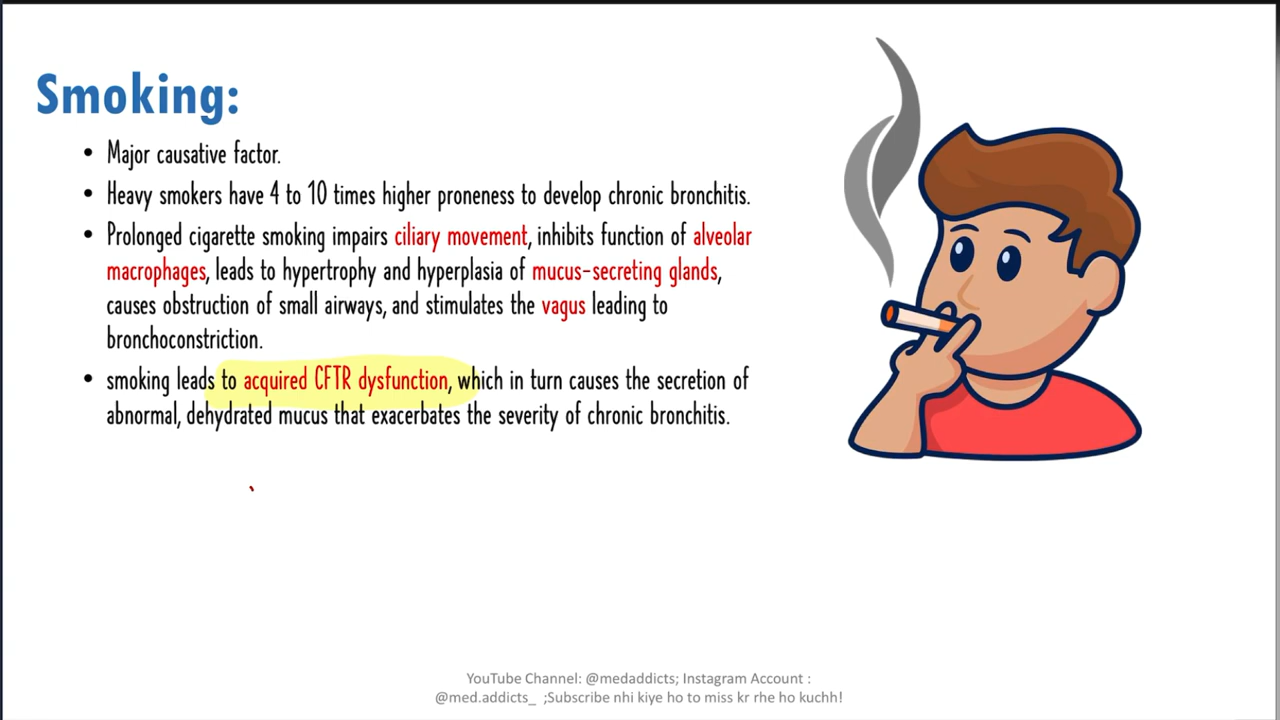 Smoking:
• Major causative factor.
• Heavy smokers have 4 to 10 times higher proneness to develop chronic bronchitis.
• Prolonged cigarette smoking impairs ciliary movement, inhibits function of alveolar
macrophages, leads to hypertrophy and hyperplasia of mucus-secreting glands,
causes obstruction of small airways, and stimulates the vagus leading to
bronchoconstriction.
• smoking leads to acquired CFTR dysfunction, which in turn causes the secretion of
abnormal, dehydrated mucus that exacerbates the severity of chronic bronchitis.
YouTube Channel: @medaddicts; Instagram Account :
@med.addicts_ ;Subscribe nhi kiye ho to miss kr rhe ho kuchh!